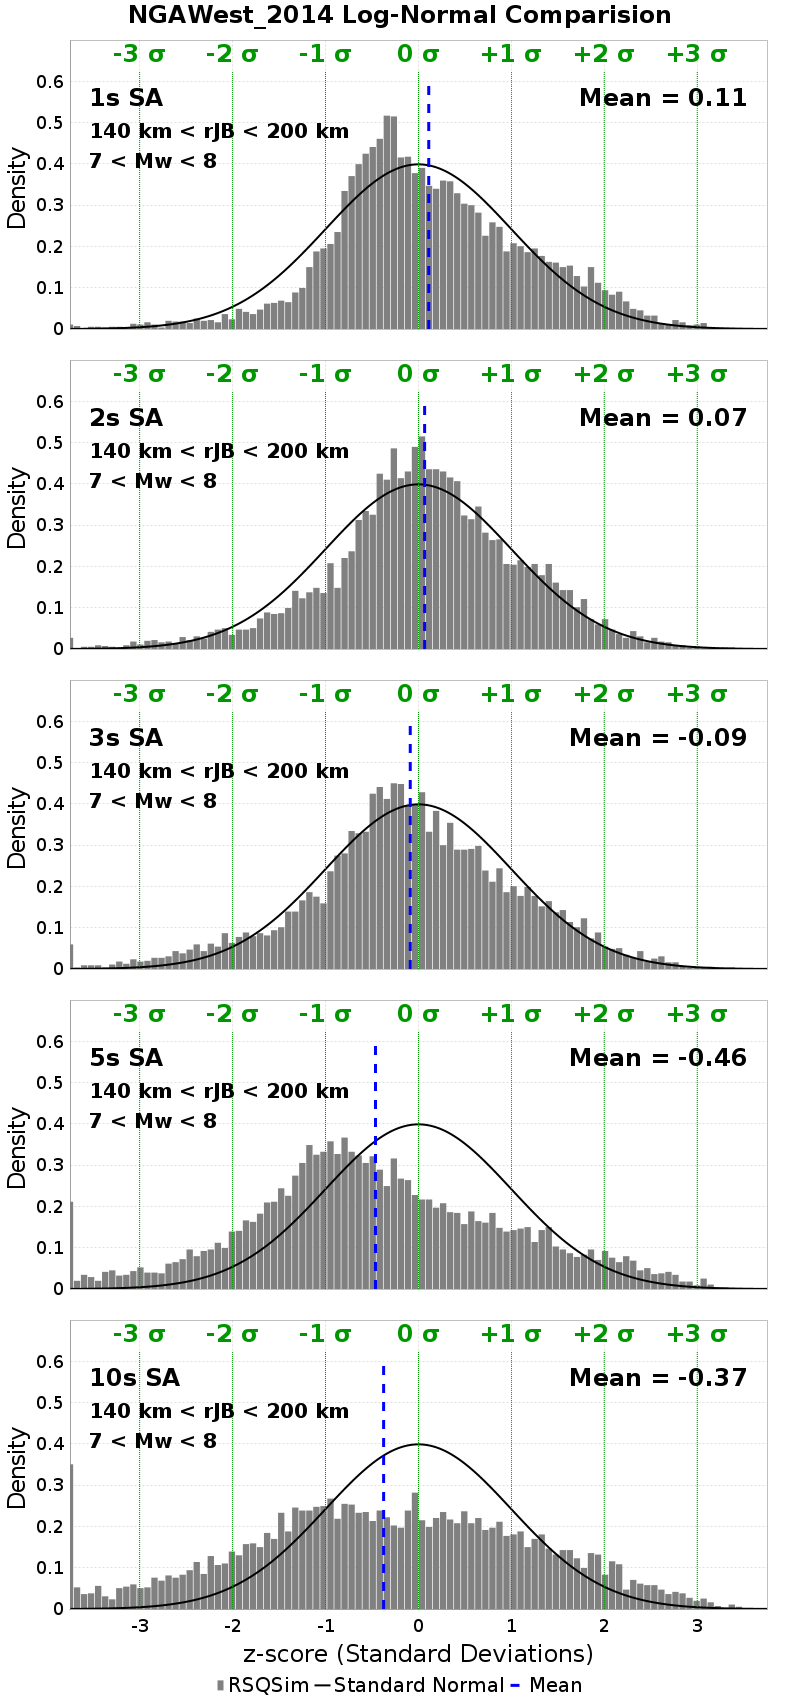 NGAWest_2014 Log-Normal Comparision
-3 σ -2 σ -1 σ 0 σ +1 σ +2 σ +3 σ
1s SA Mean = 0.11
140 km < rJB < 200 km
7 < Mw < 8
0.6
0.5
0.4
0.3
0.2
0.1
0
Density
-3 σ -2 σ -1 σ 0 σ +1 σ +2 σ +3 σ
2s SA Mean = 0.07
140 km < rJB < 200 km
7 < Mw < 8
0.6
0.5
0.4
0.3
0.2
0.1
0
Density
-3 σ -2 σ -1 σ 0 σ +1 σ +2 σ +3 σ
3s SA Mean = -0.09
140 km < rJB < 200 km
7 < Mw < 8
0.6
0.5
0.4
0.3
0.2
0.1
0
Density
-3 σ -2 σ -1 σ 0 σ +1 σ +2 σ +3 σ
5s SA Mean = -0.46
140 km < rJB < 200 km
7 < Mw < 8
0.6
0.5
0.4
0.3
0.2
0.1
0
Density
-3 σ -2 σ -1 σ 0 σ +1 σ +2 σ +3 σ
10s SA Mean = -0.37
140 km < rJB < 200 km
7 < Mw < 8
0.6
0.5
0.4
0.3
0.2
0.1
0
Density
-3 -2 -1 0 1 2 3
z-score (Standard Deviations)
RSQSim Standard Normal Mean